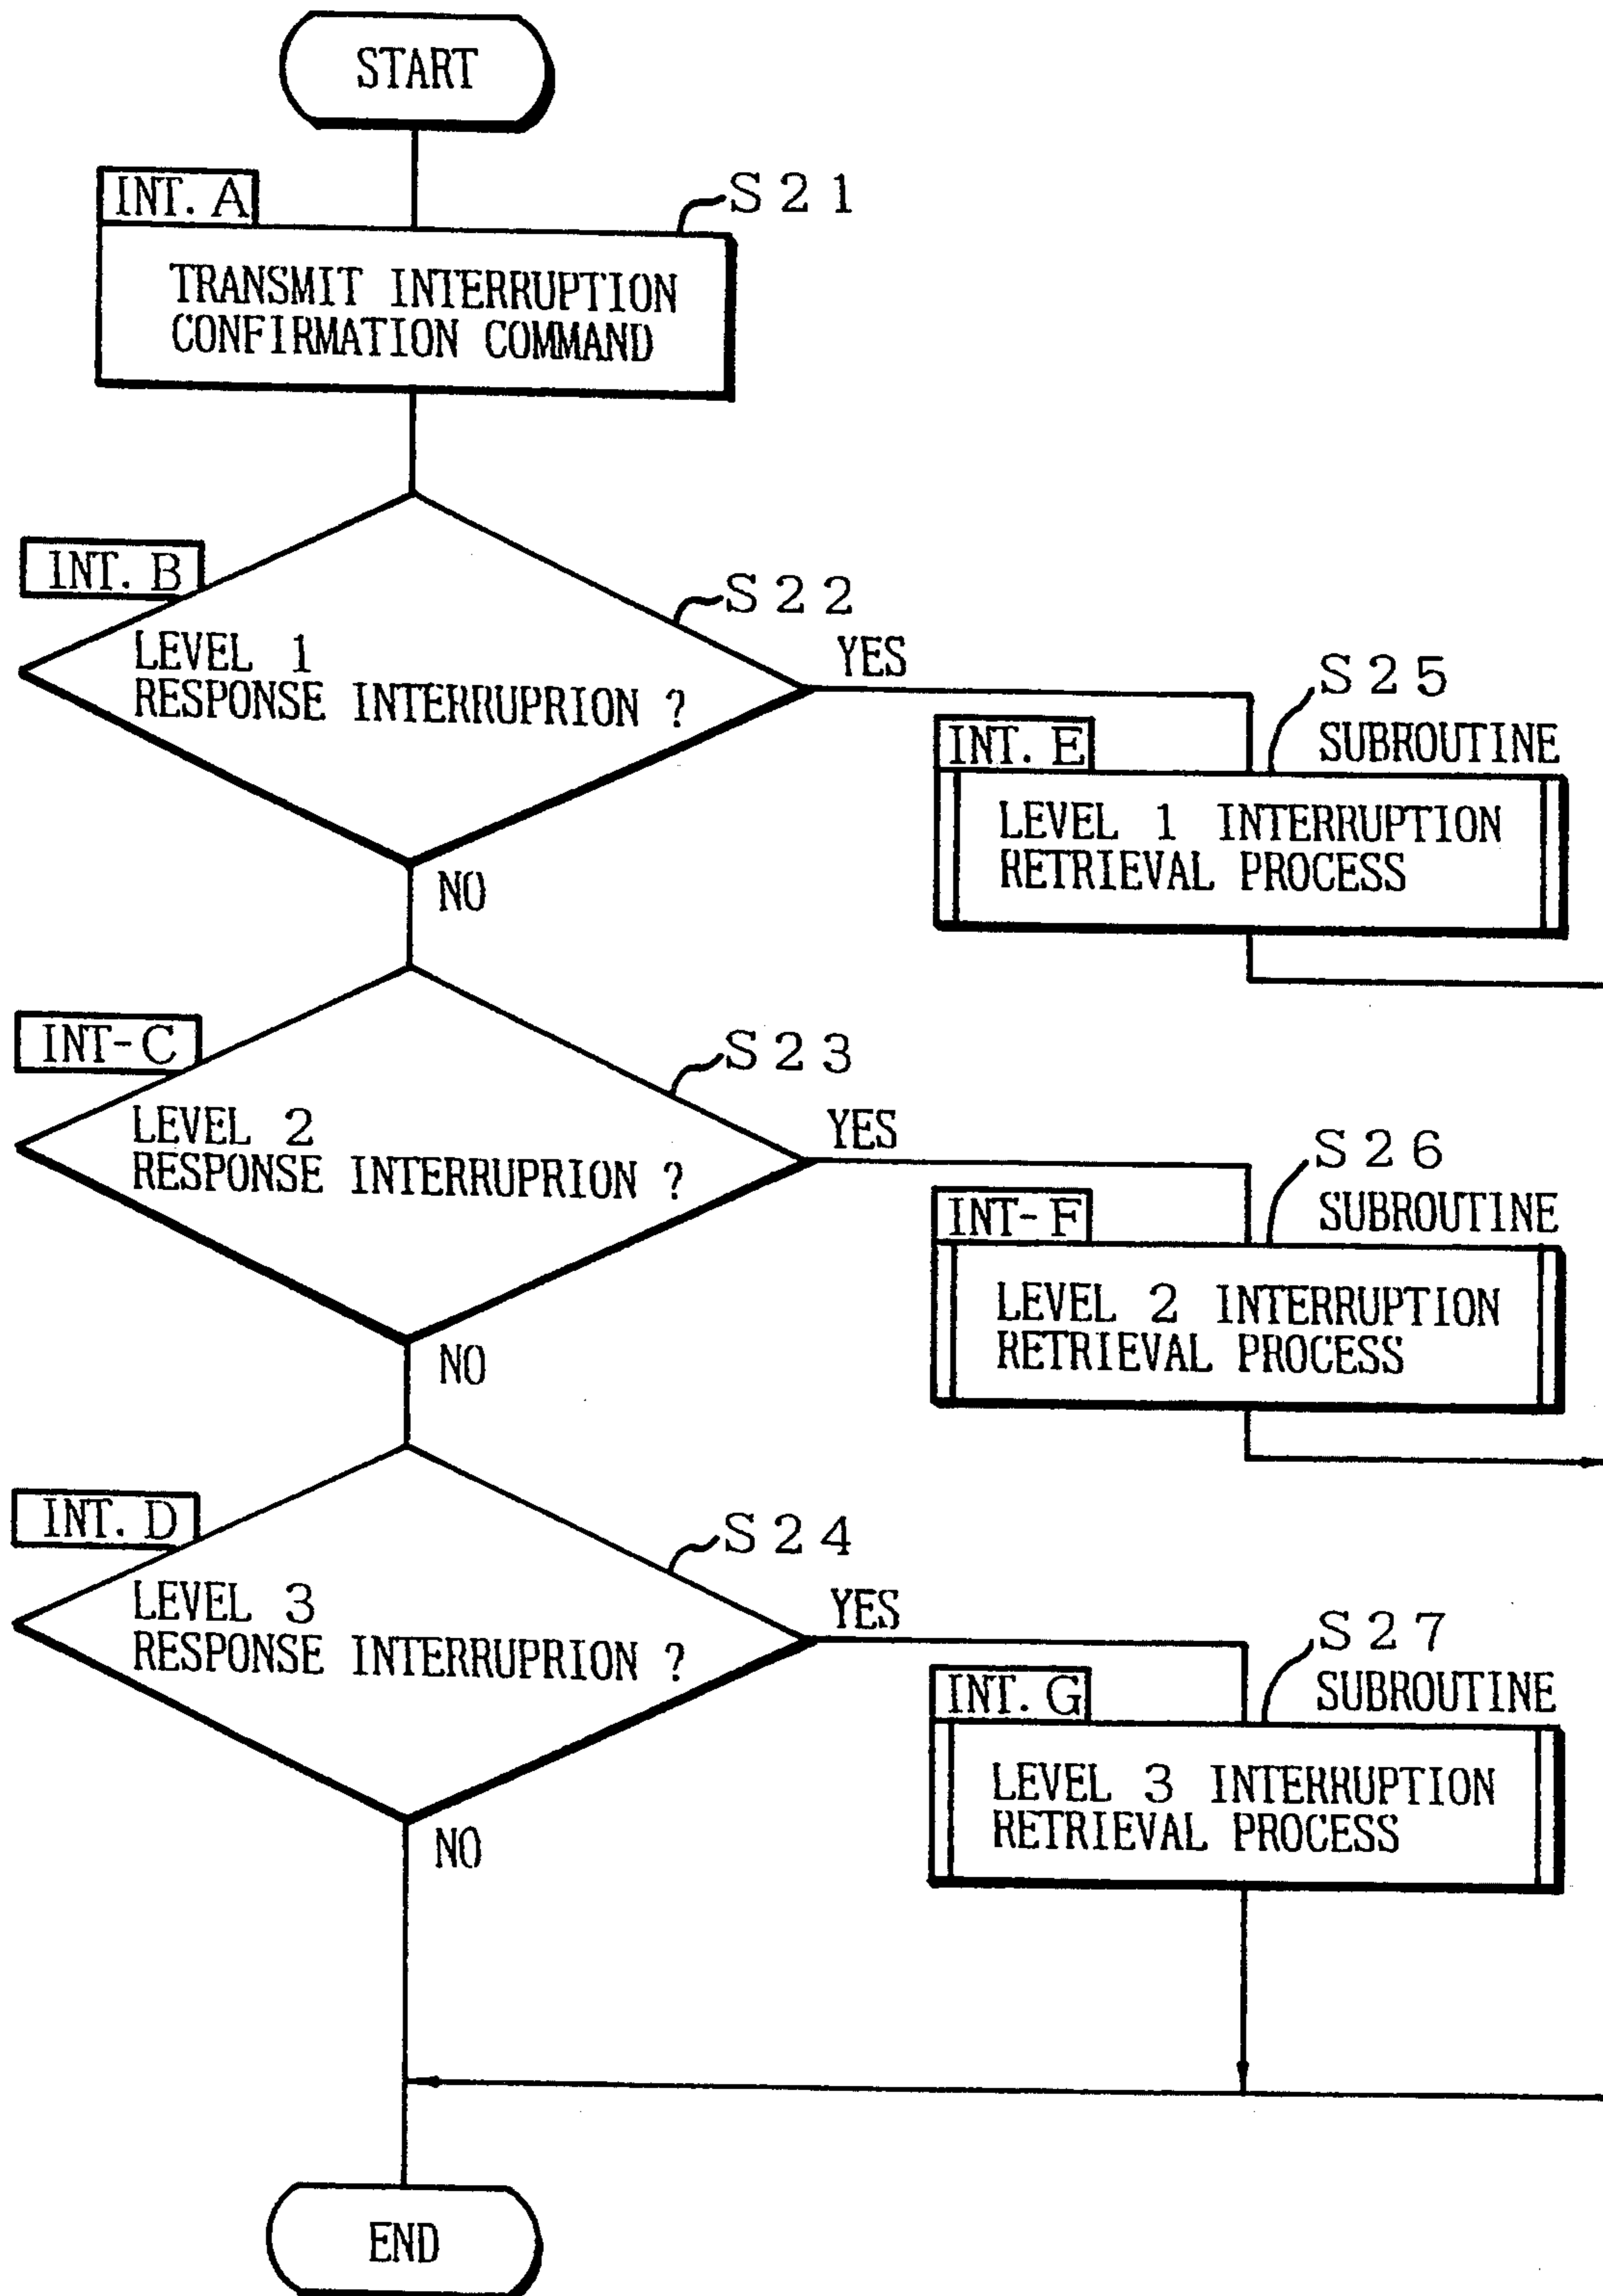 START
INT. A
S21
TRANSMIT INTERRUPTION
CONFIRMATION COMMAND
INT. B
S22
LEVEL 1
RESPONSE INTERRUPRION ?
YES
S25
SUBROUTINE
INT. E
LEVEL 1 INTERRUPTION
RETRIEVAL PROCESS
NO
INT-C
S23
LEVEL 2
RESPONSE INTERRUPRION ?
YES
S26
SUBROUTINE
INT-F
LEVEL 2 INTERRUPTION
RETRIEVAL PROCESS
NO
INT. D
S24
LEVEL 3
RESPONSE INTERRUPRION ?
YES
S27
SUBROUTINE
INT. G
LEVEL 3 INTERRUPTION
RETRIEVAL PROCESS
NO
END